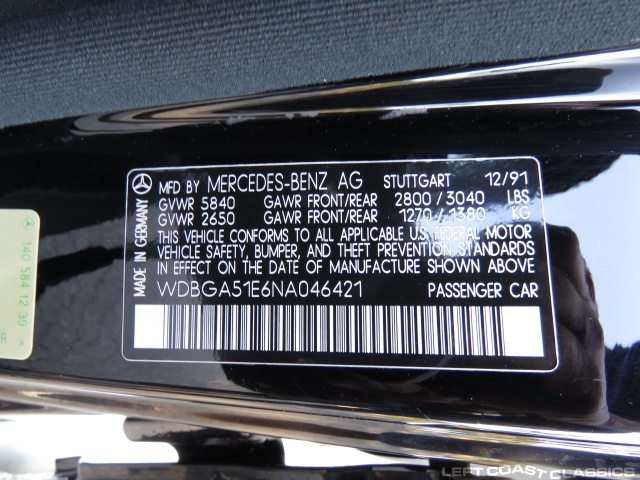 MFD BY MERCEDES-BENZ AG STUTTGART 12/91
GVWR 5840 GAWR FRONT/REAR 2800 / 3040 LBS
GVWR 2650 GAWR FRONT/REAR 1270 / 1380 KG
THIS VEHICLE CONFORMS TO ALL APPLICABLE U.S. FEDERAL MOTOR
VEHICLE SAFETY, BUMPER, AND THEFT PREVENTION STANDARDS
IN EFFECT ON THE DATE OF MANUFACTURE SHOWN ABOVE
WDBGA51E6NA046421 PASSENGER CAR
MADE IN GERMANY
140 584 12 39
LEFT COAST CLASSICS